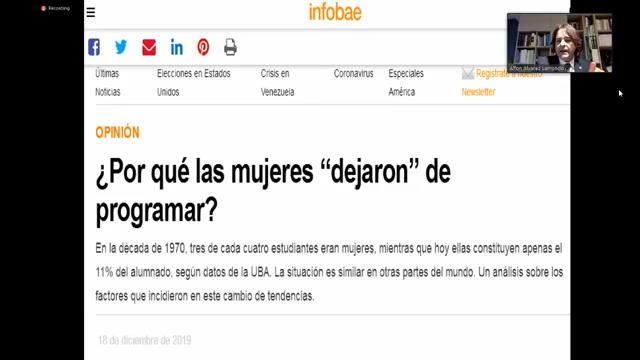 Recording
infobae
Últimas Noticias
Elecciones en Estados Unidos
Crisis en Venezuela
Coronavirus
Especiales América
Regístrate a nuestro Newsletter
OPINIÓN
¿Por qué las mujeres “dejaron” de
programar?
En la década de 1970, tres de cada cuatro estudiantes eran mujeres, mientras que hoy ellas constituyen apenas el
11% del alumnado, según datos de la UBA. La situación es similar en otras partes del mundo. Un análisis sobre los
factores que incidieron en este cambio de tendencias.
18 de diciembre de 2019